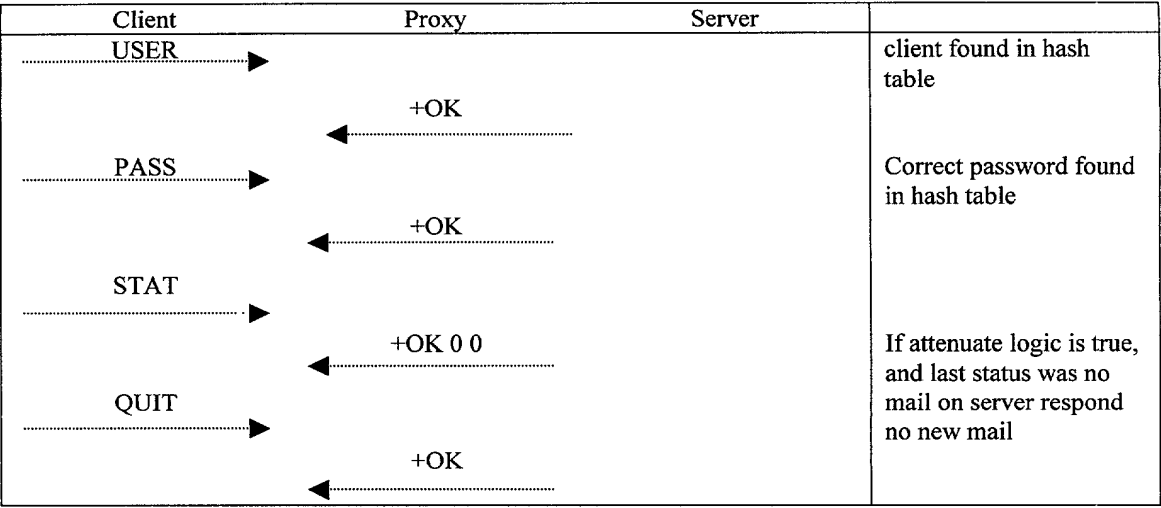 Client Proxy Server
USER
client found in hash
table
+OK
PASS
Correct password found
in hash table
+OK
STAT
+OK 0 0
If attenuate logic is true,
and last status was no
mail on server respond
no new mail
QUIT
+OK